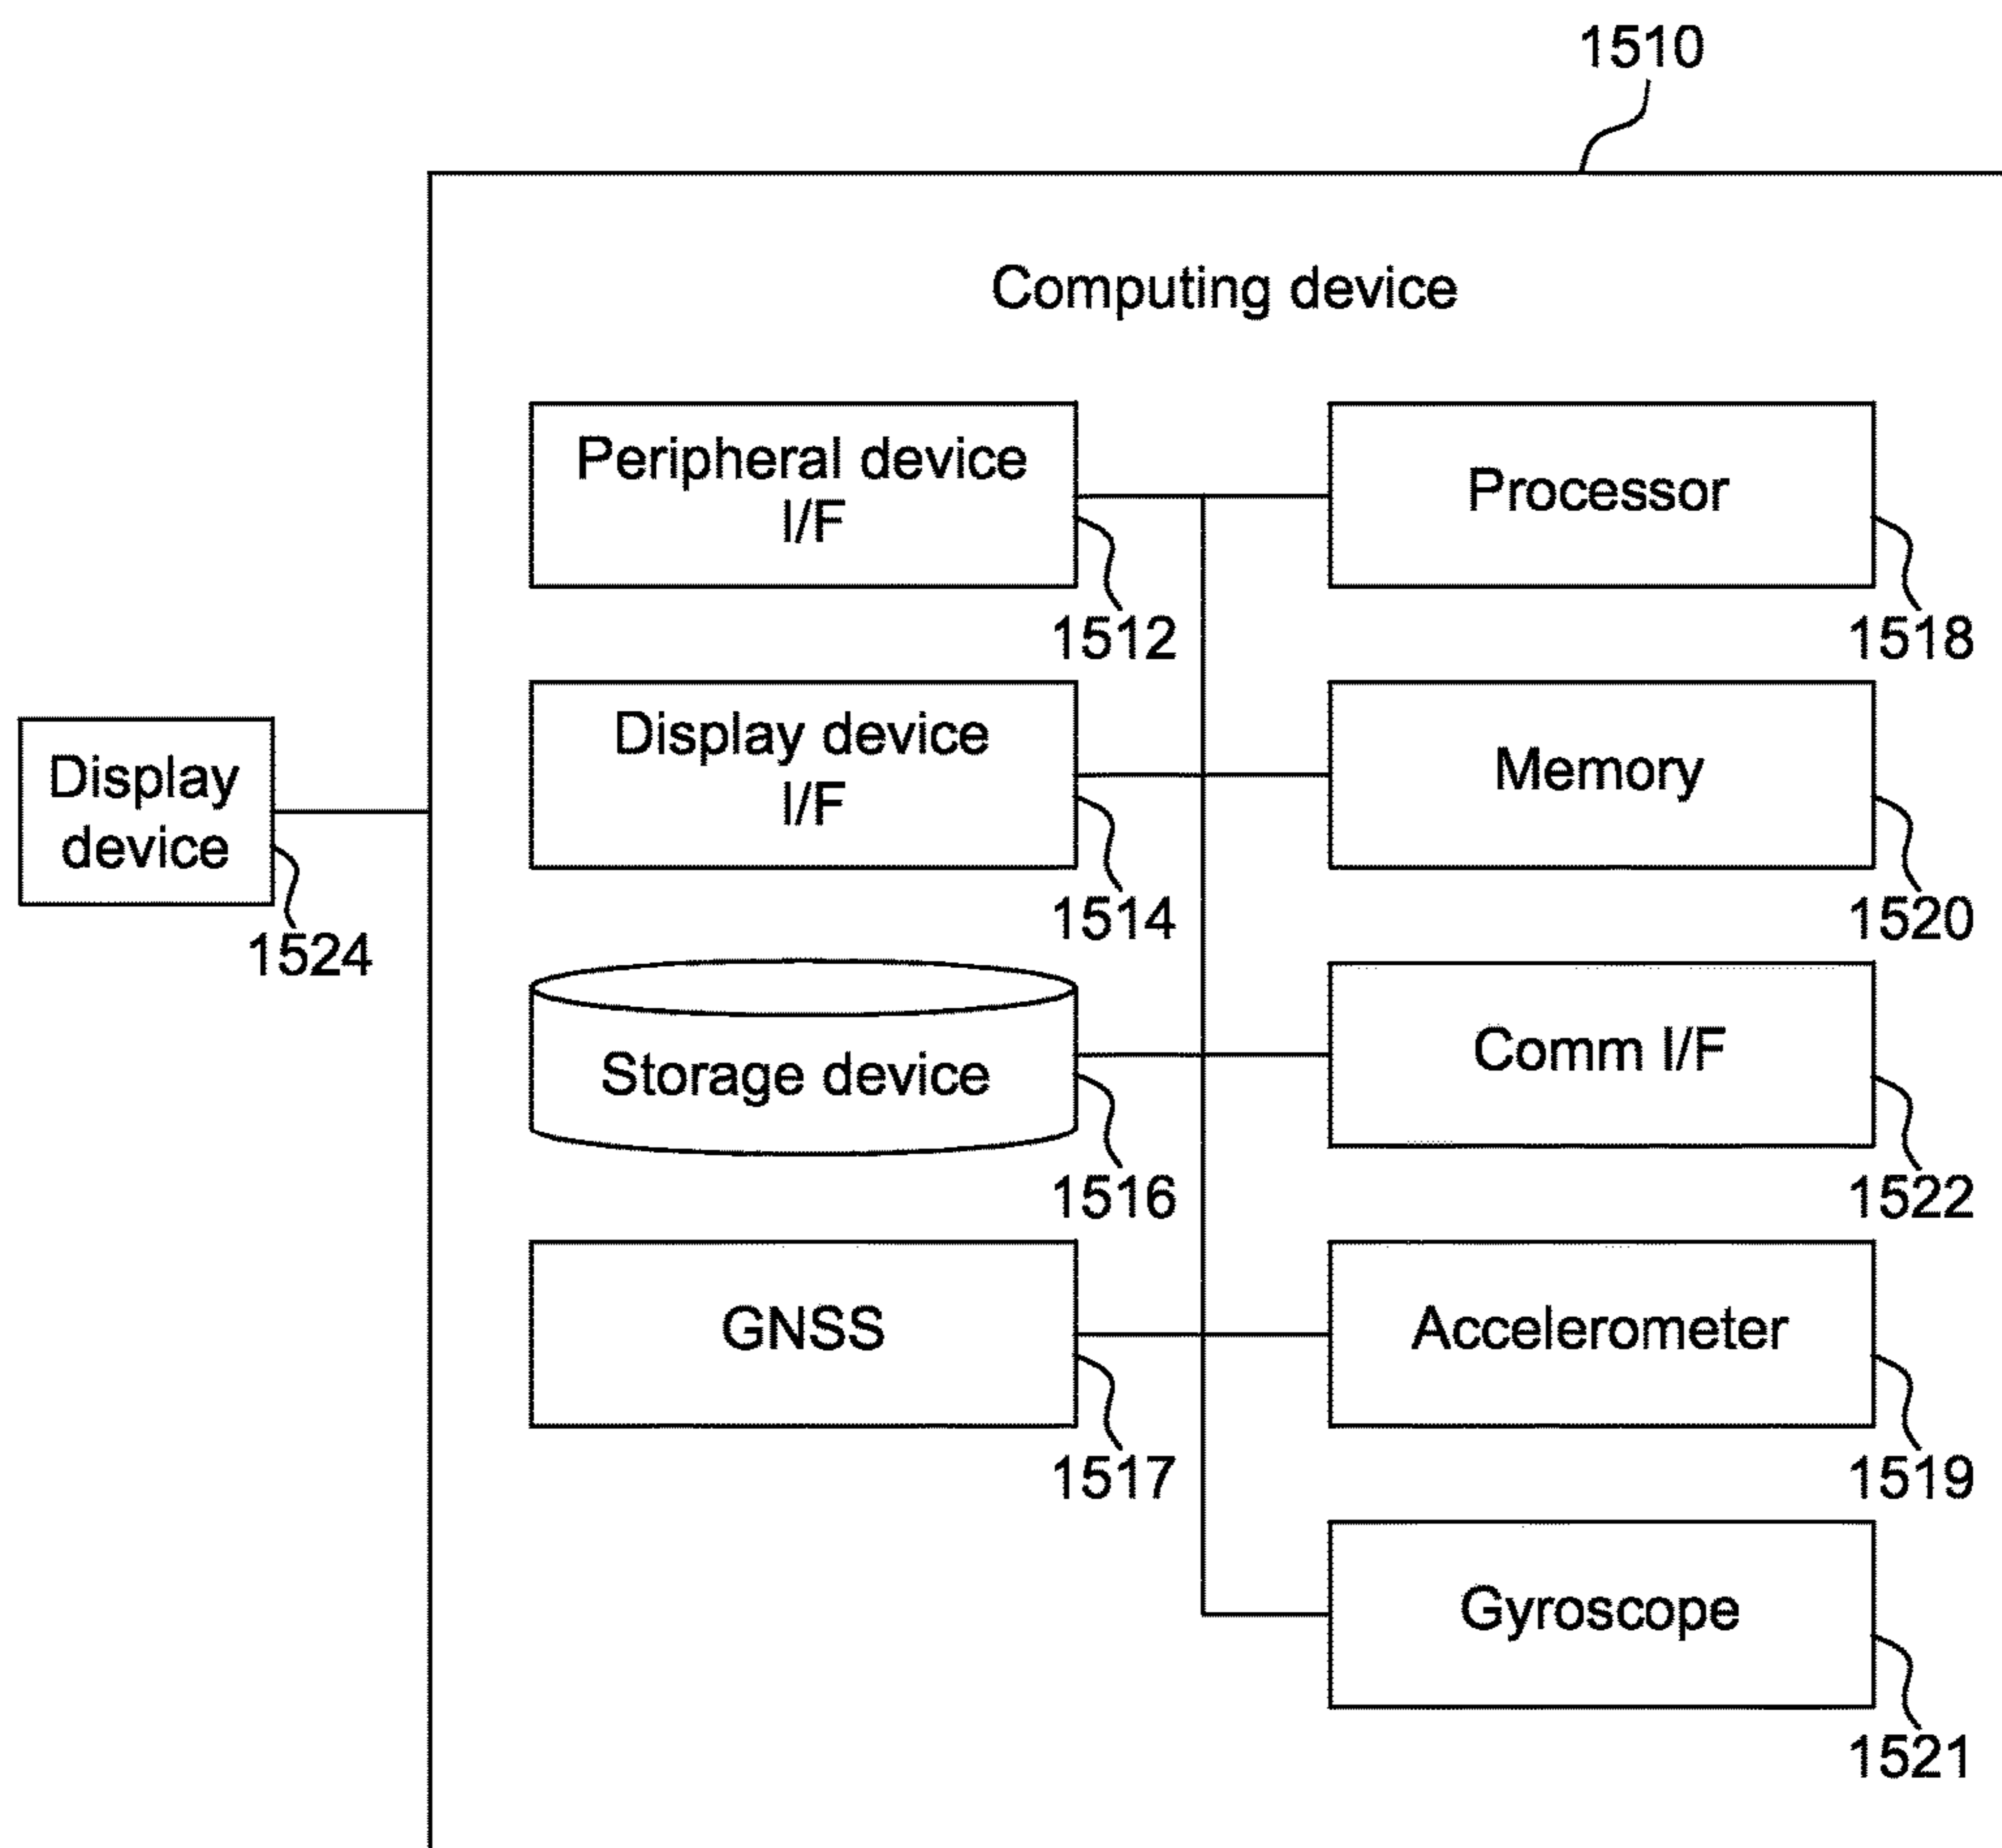 1510
Computing device
Peripheral device
I/F
1512
Processor
1518
Display device
I/F
1514
Memory
1520
Display
device
1524
Storage device
1516
Comm I/F
1522
GNSS
1517
Accelerometer
1519
Gyroscope
1521